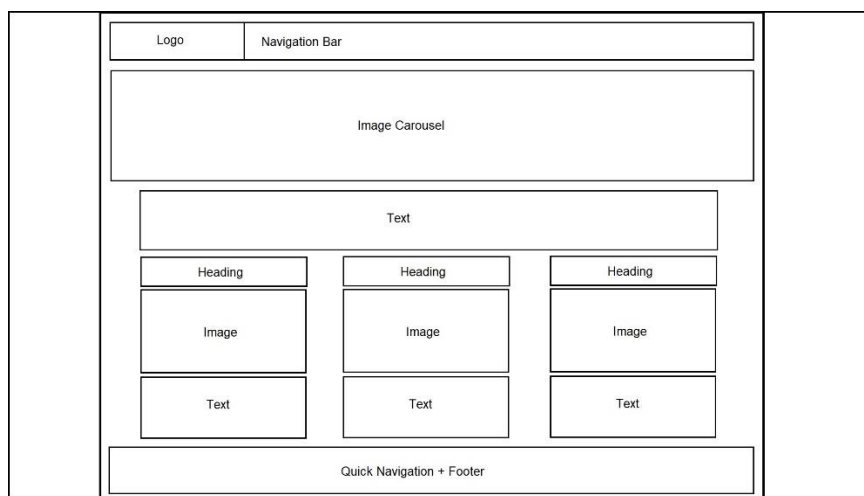 Logo
Navigation Bar
Image Carousel
Text
Heading
Heading
Heading
Image
Image
Image
Text
Text
Text
Quick Navigation + Footer